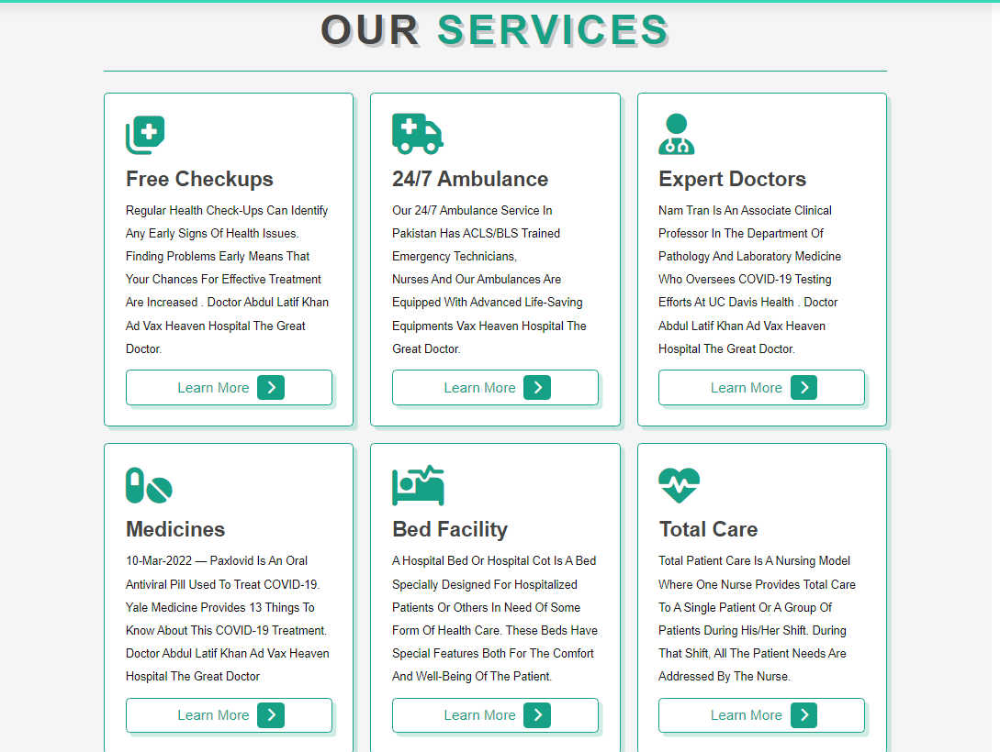 OUR SERVICES
Free Checkups
Regular Health Check-Ups Can Identify
Any Early Signs Of Health Issues.
Finding Problems Early Means That
Your Chances For Effective Treatment
Are Increased . Doctor Abdul Latif Khan
Ad Vax Heaven Hospital The Great
Doctor.
Learn More
24/7 Ambulance
Our 24/7 Ambulance Service In
Pakistan Has ACLS/BLS Trained
Emergency Technicians,
Nurses And Our Ambulances Are
Equipped With Advanced Life-Saving
Equipments Vax Heaven Hospital The
Great Doctor.
Learn More
Expert Doctors
Nam Tran Is An Associate Clinical
Professor In The Department Of
Pathology And Laboratory Medicine
Who Oversees COVID-19 Testing
Efforts At UC Davis Health . Doctor
Abdul Latif Khan Ad Vax Heaven
Hospital The Great Doctor.
Learn More
Medicines
10-Mar-2022 — Paxlovid Is An Oral
Antiviral Pill Used To Treat COVID-19.
Yale Medicine Provides 13 Things To
Know About This COVID-19 Treatment.
Doctor Abdul Latif Khan Ad Vax Heaven
Hospital The Great Doctor
Learn More
Bed Facility
A Hospital Bed Or Hospital Cot Is A Bed
Specially Designed For Hospitalized
Patients Or Others In Need Of Some
Form Of Health Care. These Beds Have
Special Features Both For The Comfort
And Well-Being Of The Patient.
Learn More
Total Care
Total Patient Care Is A Nursing Model
Where One Nurse Provides Total Care
To A Single Patient Or A Group Of
Patients During His/Her Shift. During
That Shift, All The Patient Needs Are
Addressed By The Nurse.
Learn More